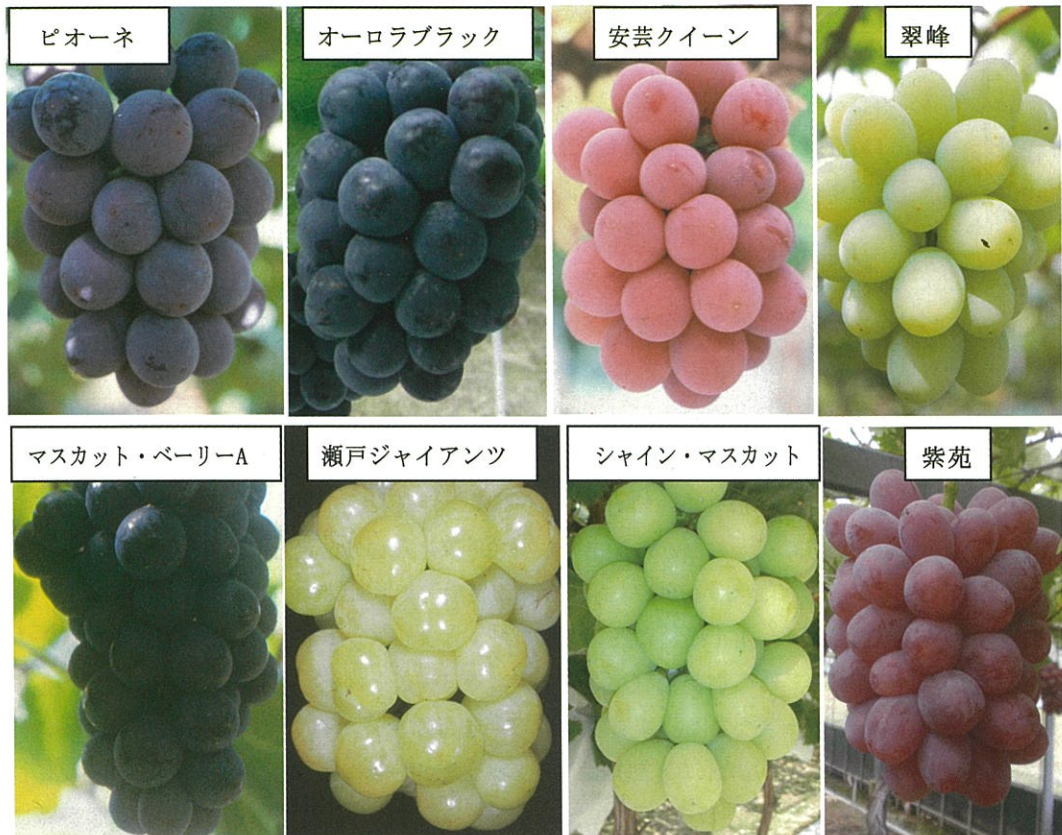 ピオーネ
オーロラブラック
安芸クイーン
翠峰
マスカット・ベーリーA
瀬戸ジャイアンツ
シャイン・マスカット
紫苑